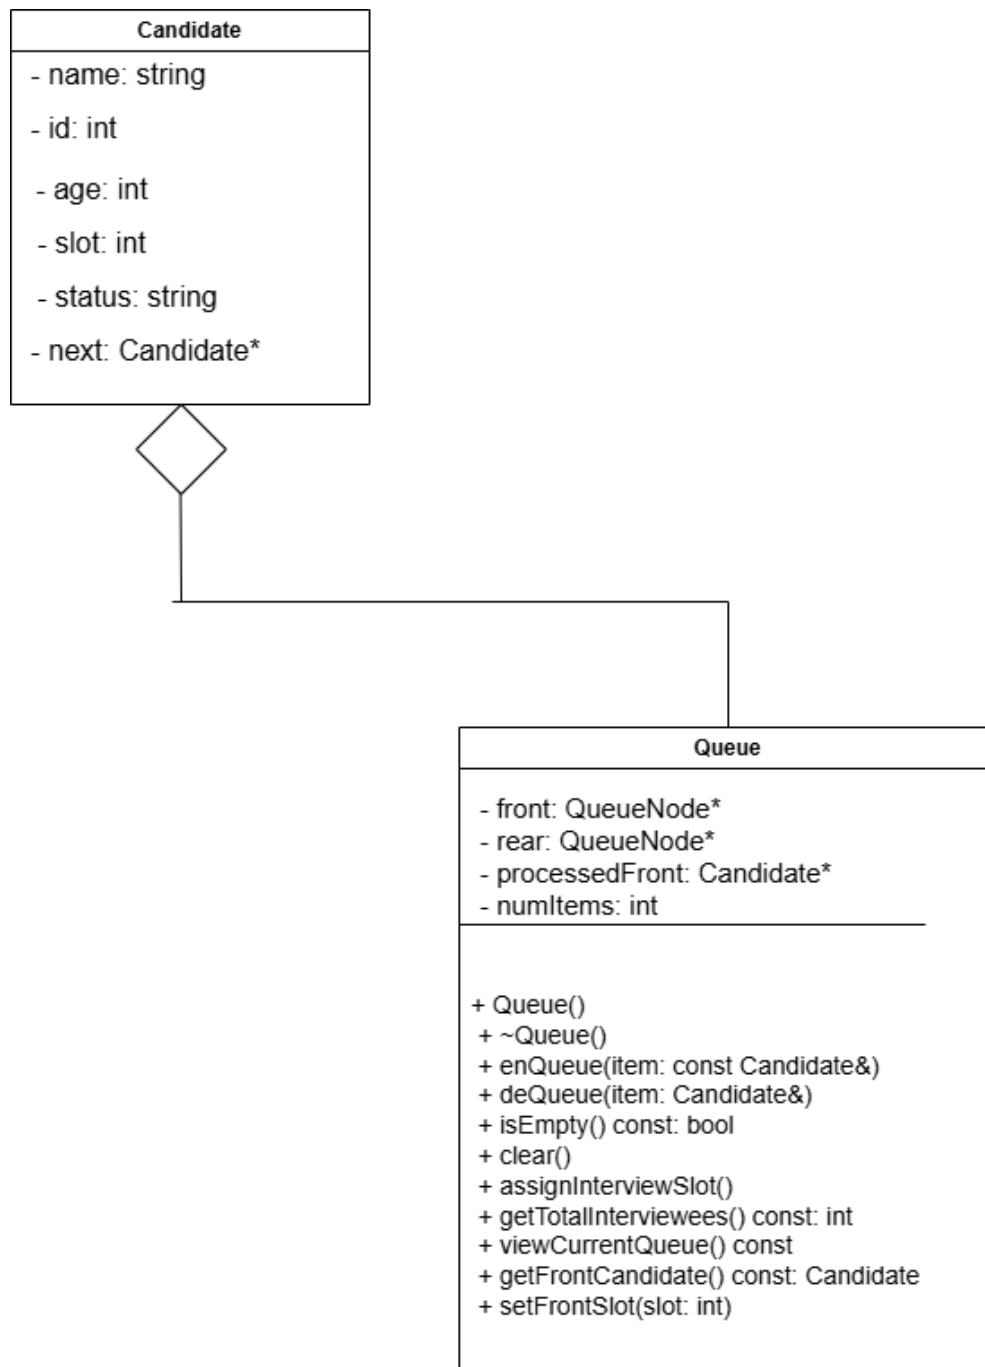 Candidate
- name: string
- id: int
- age: int
- slot: int
- status: string
- next: Candidate*
Queue
- front: QueueNode*
- rear: QueueNode*
- processedFront: Candidate*
- numItems: int
+ Queue()
+ ~Queue()
+ enQueue(item: const Candidate&)
+ deQueue(item: Candidate&)
+ isEmpty() const: bool
+ clear()
+ assignInterviewSlot()
+ getTotalInterviewees() const: int
+ viewCurrentQueue() const
+ getFrontCandidate() const: Candidate
+ setFrontSlot(slot: int)